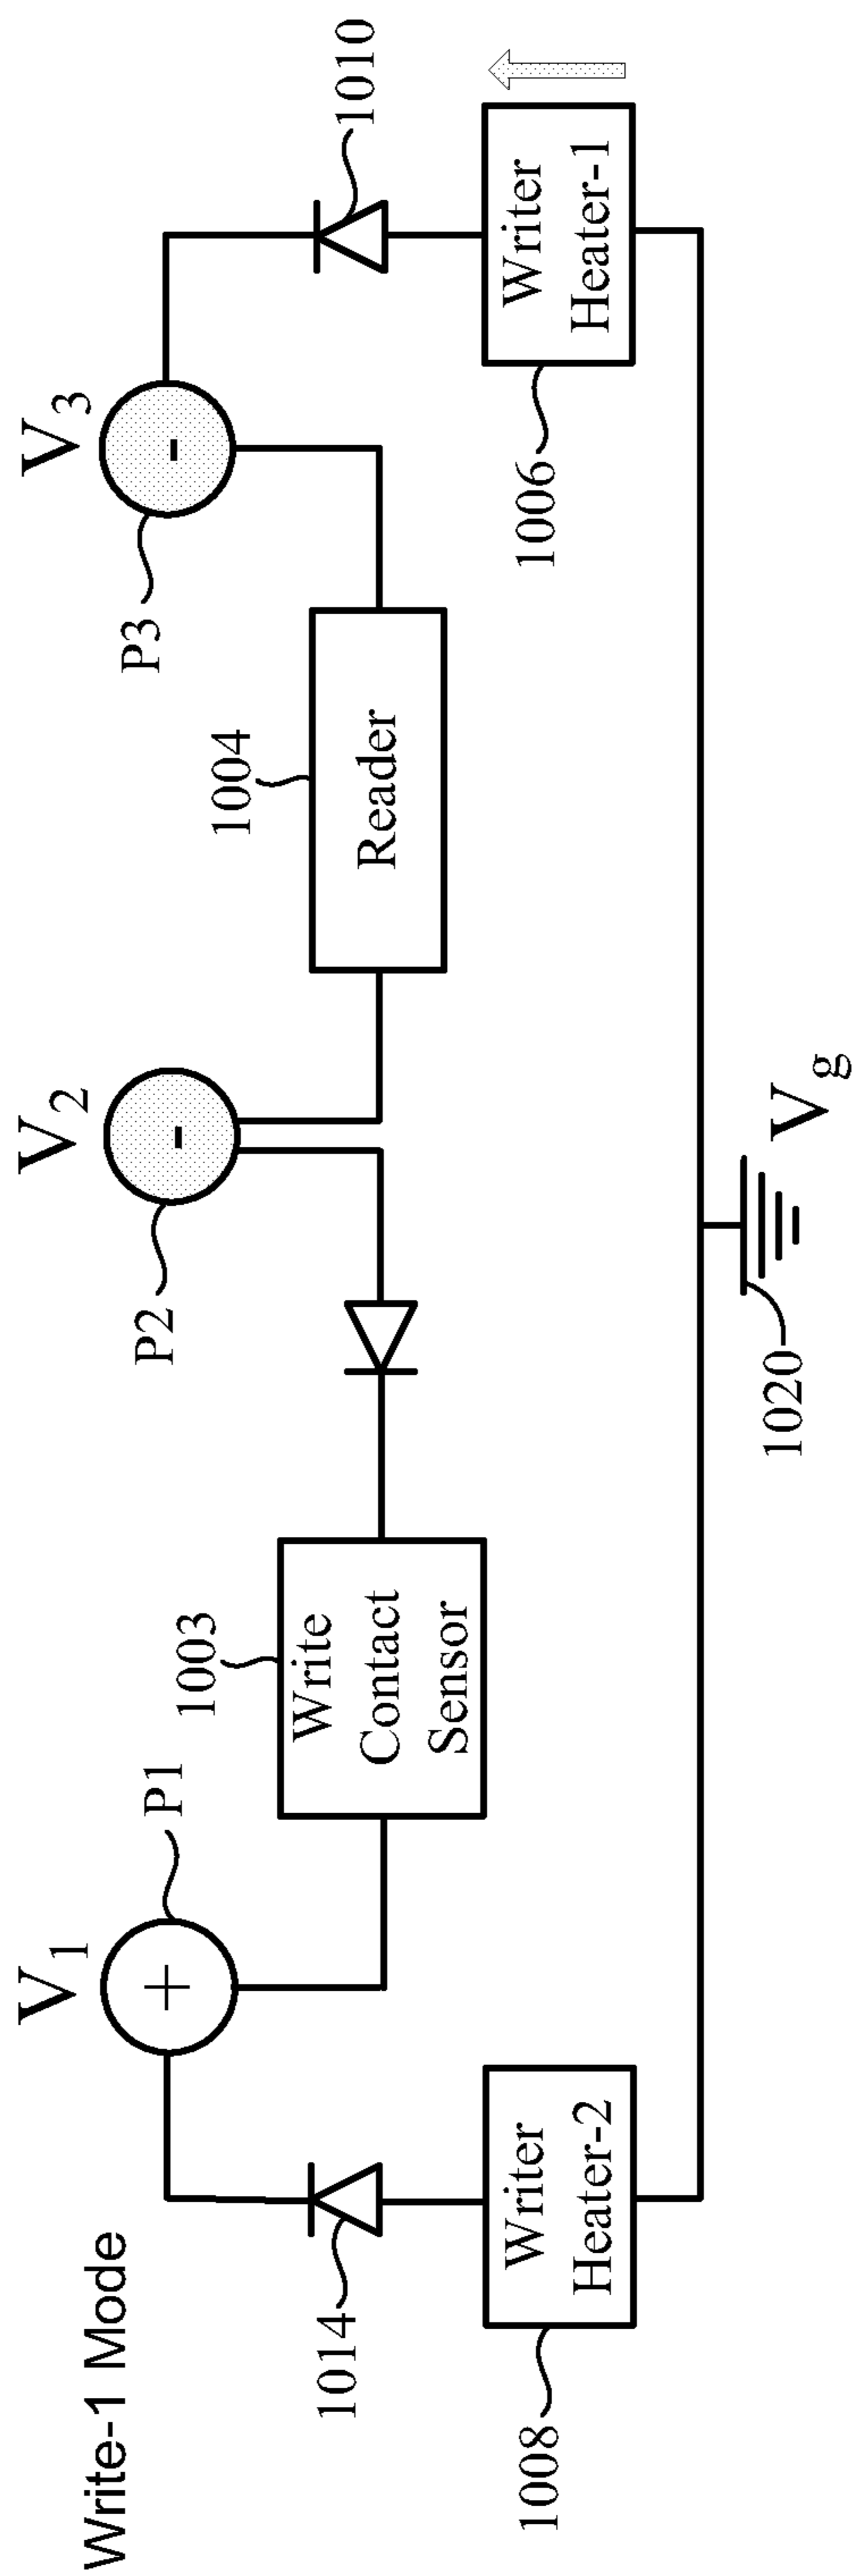 Write-1 Mode
V1
V2
V3
+
-
-
P1
P2
P3
1014
1003
1004
1010
Write
Contact
Sensor
Reader
Writer
Heater-2
Writer
Heater-1
1008
1006
1020
Vg